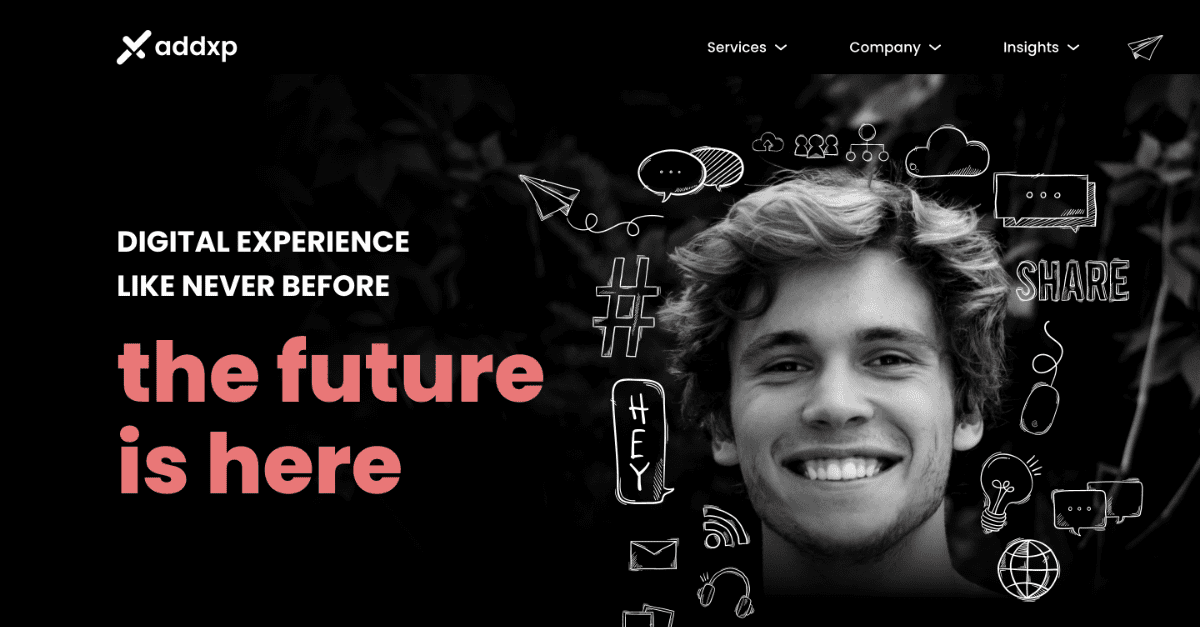 addxp
Services
Company
Insights
DIGITAL EXPERIENCE
LIKE NEVER BEFORE
the future
is here
SHARE
HEY